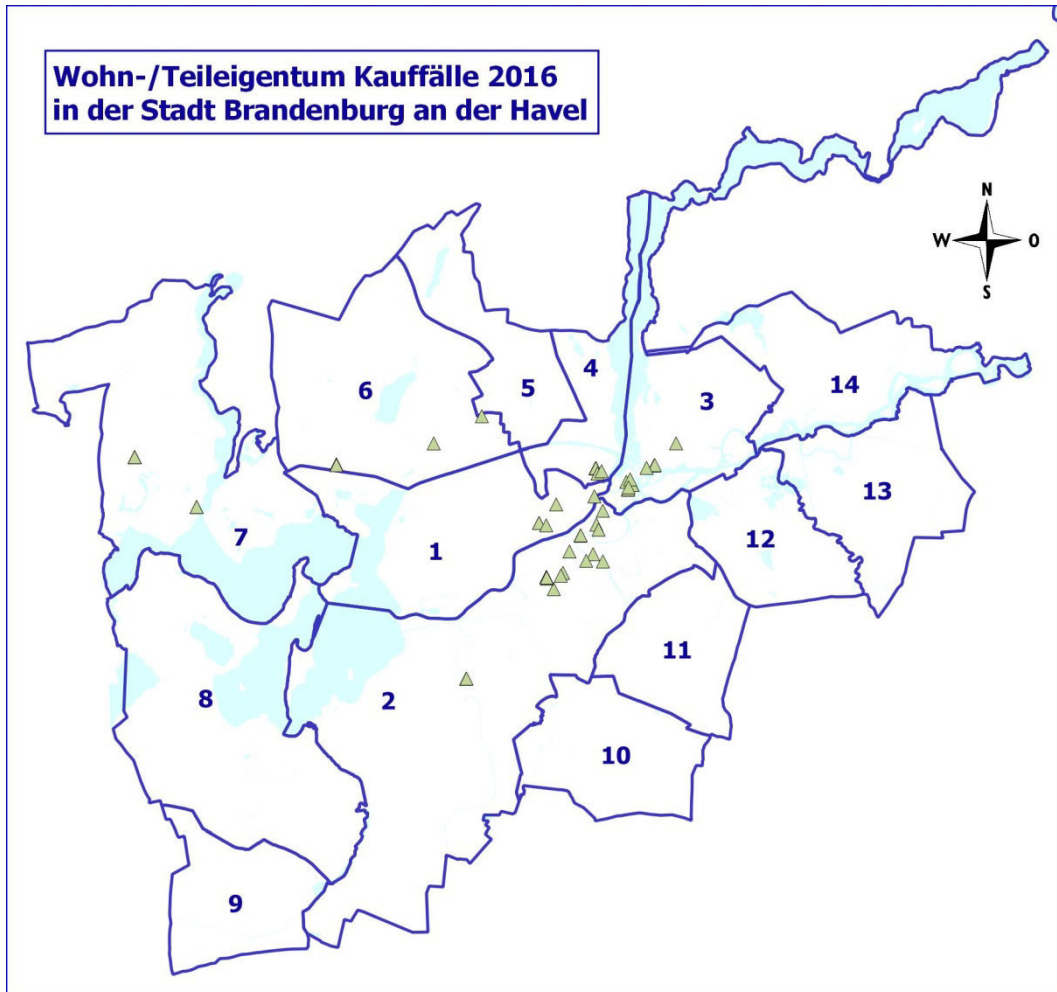 Wohn-/Teileigentum Kauffälle 2016
in der Stadt Brandenburg an der Havel
N
W O
S
4
5
6
3
14
13
7
1
12
11
8
2
10
9